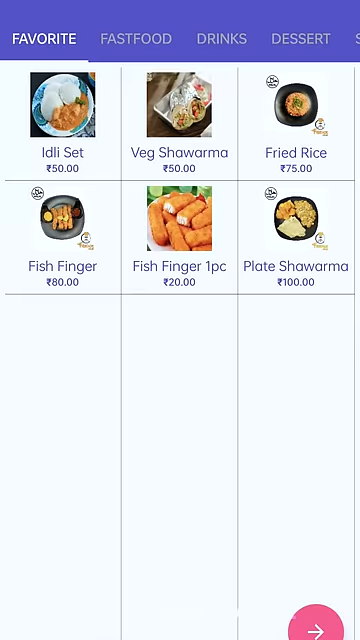 FAVORITE FASTFOOD DRINKS DESSERT
Idli Set Veg Shawarma Fried Rice
₹50.00 ₹50.00 ₹75.00
Fish Finger Fish Finger 1pc Plate Shawarma
₹80.00 ₹20.00 ₹100.00